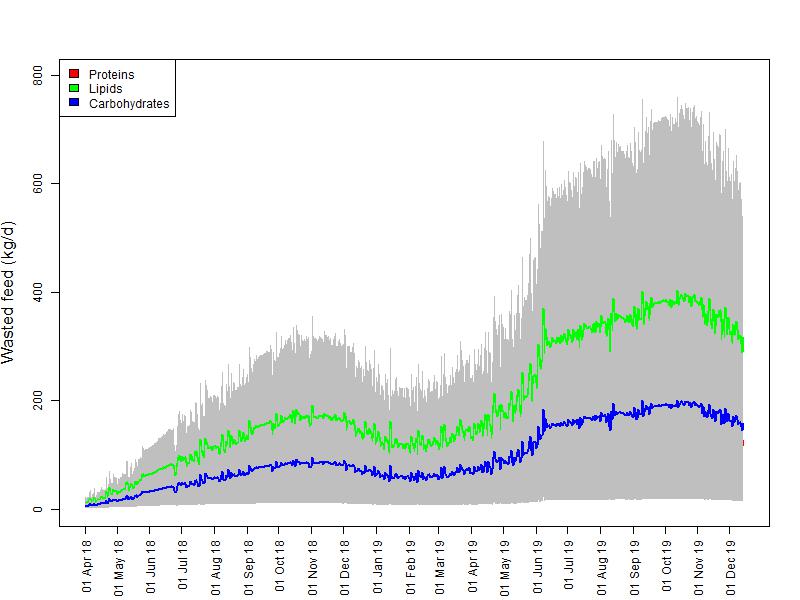 Proteins
Lipids
Carbohydrates
Wasted feed (kg/d)
800
600
400
200
0
01 Apr 18
01 May 18
01 Jun 18
01 Jul 18
01 Aug 18
01 Sep 18
01 Oct 18
01 Nov 18
01 Dec 18
01 Jan 19
01 Feb 19
01 Mar 19
01 Apr 19
01 May 19
01 Jun 19
01 Jul 19
01 Aug 19
01 Sep 19
01 Oct 19
01 Nov 19
01 Dec 19